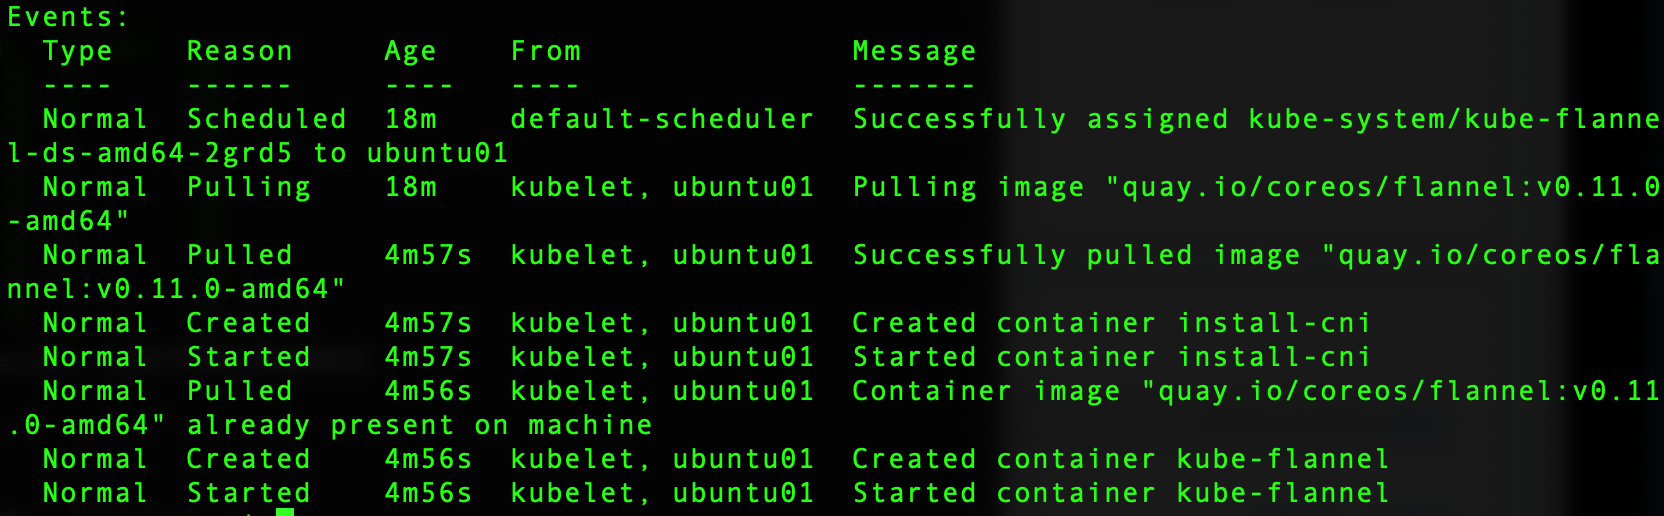 Events:
  Type    Reason     Age    From               Message
  ----    ------     ----   ----               -------
  Normal  Scheduled  18m    default-scheduler  Successfully assigned kube-system/kube-flanne
l-ds-amd64-2grd5 to ubuntu01
  Normal  Pulling    18m    kubelet, ubuntu01  Pulling image "quay.io/coreos/flannel:v0.11.0
-amd64"
  Normal  Pulled     4m57s  kubelet, ubuntu01  Successfully pulled image "quay.io/coreos/fla
nnel:v0.11.0-amd64"
  Normal  Created    4m57s  kubelet, ubuntu01  Created container install-cni
  Normal  Started    4m57s  kubelet, ubuntu01  Started container install-cni
  Normal  Pulled     4m56s  kubelet, ubuntu01  Container image "quay.io/coreos/flannel:v0.11
.0-amd64" already present on machine
  Normal  Created    4m56s  kubelet, ubuntu01  Created container kube-flannel
  Normal  Started    4m56s  kubelet, ubuntu01  Started container kube-flannel